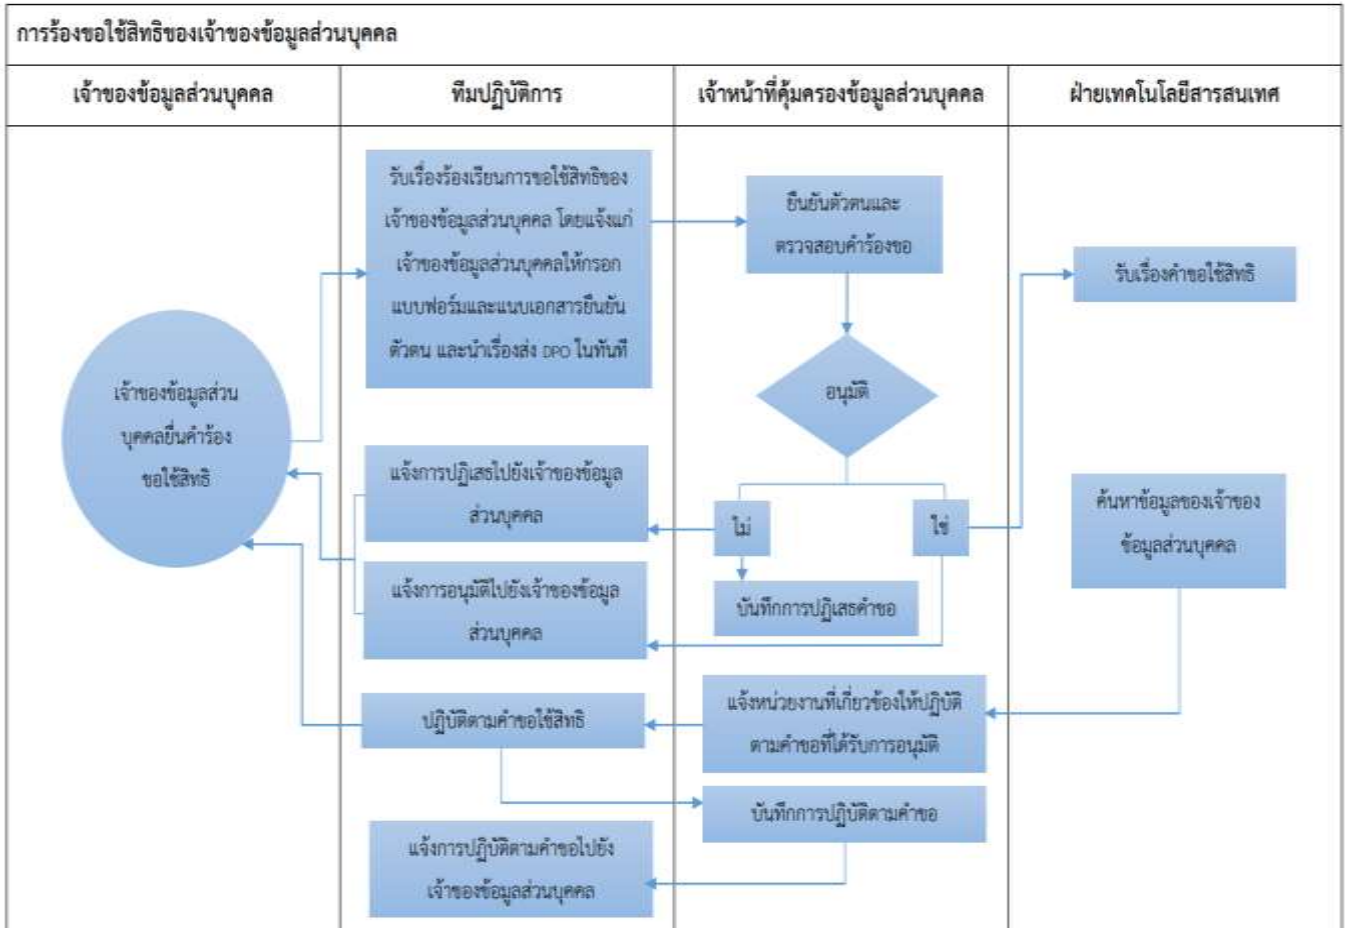 การร้องขอใช้สิทธิของเจ้าของข้อมูลส่วนบุคคล
เจ้าของข้อมูลส่วนบุคคล
ทีมปฏิบัติการ
เจ้าหน้าที่คุ้มครองข้อมูลส่วนบุคคล
ฝ่ายเทคโนโลยีสารสนเทศ
เจ้าของข้อมูลส่วน
บุคคลยื่นคำร้อง
ขอใช้สิทธิ
รับเรื่องร้องเรียนการขอใช้สิทธิของ
เจ้าของข้อมูลส่วนบุคคล โดยแจ้งแก่
เจ้าของข้อมูลส่วนบุคคลให้กรอก
แบบฟอร์มและแนบเอกสารยืนยัน
ตัวตน และนำเรื่องส่ง DPO ในทันที
ยืนยันตัวตนและ
ตรวจสอบคำร้องขอ
อนุมัติ
ไม่
ใช่
รับเรื่องคำขอใช้สิทธิ
แจ้งการปฏิเสธไปยังเจ้าของข้อมูล
ส่วนบุคคล
บันทึกการปฏิเสธคำขอ
แจ้งการอนุมัติไปยังเจ้าของข้อมูล
ส่วนบุคคล
ค้นหาข้อมูลของเจ้าของ
ข้อมูลส่วนบุคคล
แจ้งหน่วยงานที่เกี่ยวข้องให้ปฏิบัติ
ตามคำขอที่ได้รับการอนุมัติ
ปฏิบัติตามคำขอใช้สิทธิ
บันทึกการปฏิบัติตามคำขอ
แจ้งการปฏิบัติตามคำขอไปยัง
เจ้าของข้อมูลส่วนบุคคล